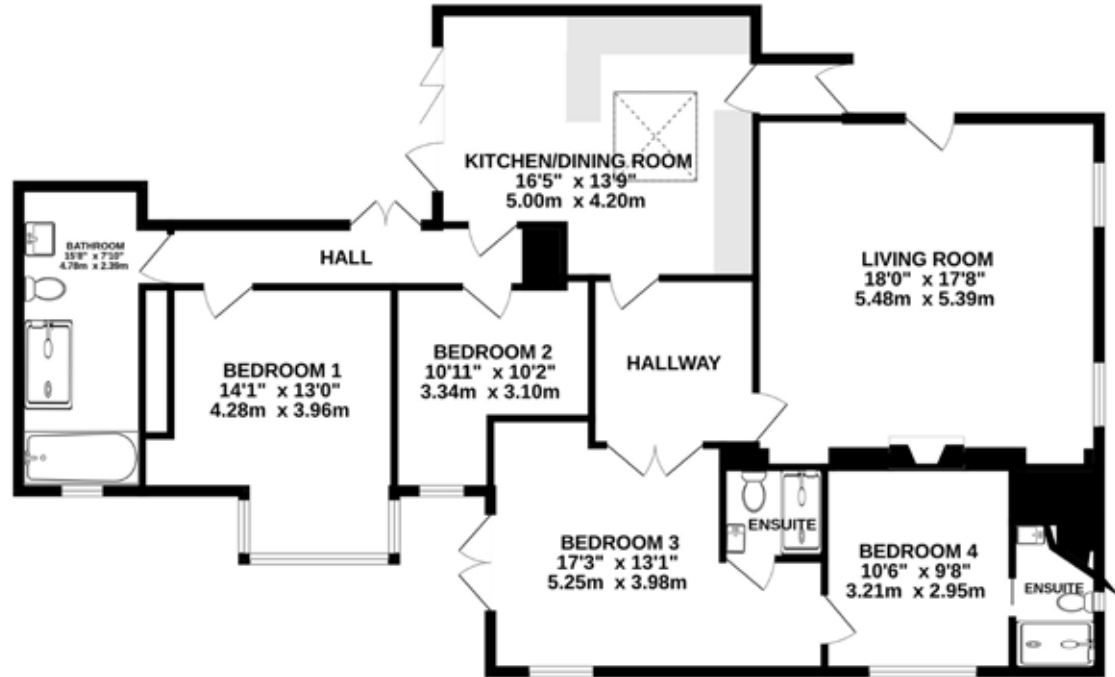 KITCHEN/DINING ROOM
16'5" x 13'9"
5.00m x 4.20m
BATHROOM
15'8" x 7'10"
4.78m x 2.39m
HALL
LIVING ROOM
18'0" x 17'8"
5.48m x 5.39m
BEDROOM 1
14'1" x 13'0"
4.28m x 3.96m
BEDROOM 2
10'11" x 10'2"
3.34m x 3.10m
HALLWAY
BEDROOM 3
17'3" x 13'1"
5.25m x 3.98m
ENSUITE
BEDROOM 4
10'6" x 9'8"
3.21m x 2.95m
ENSUITE